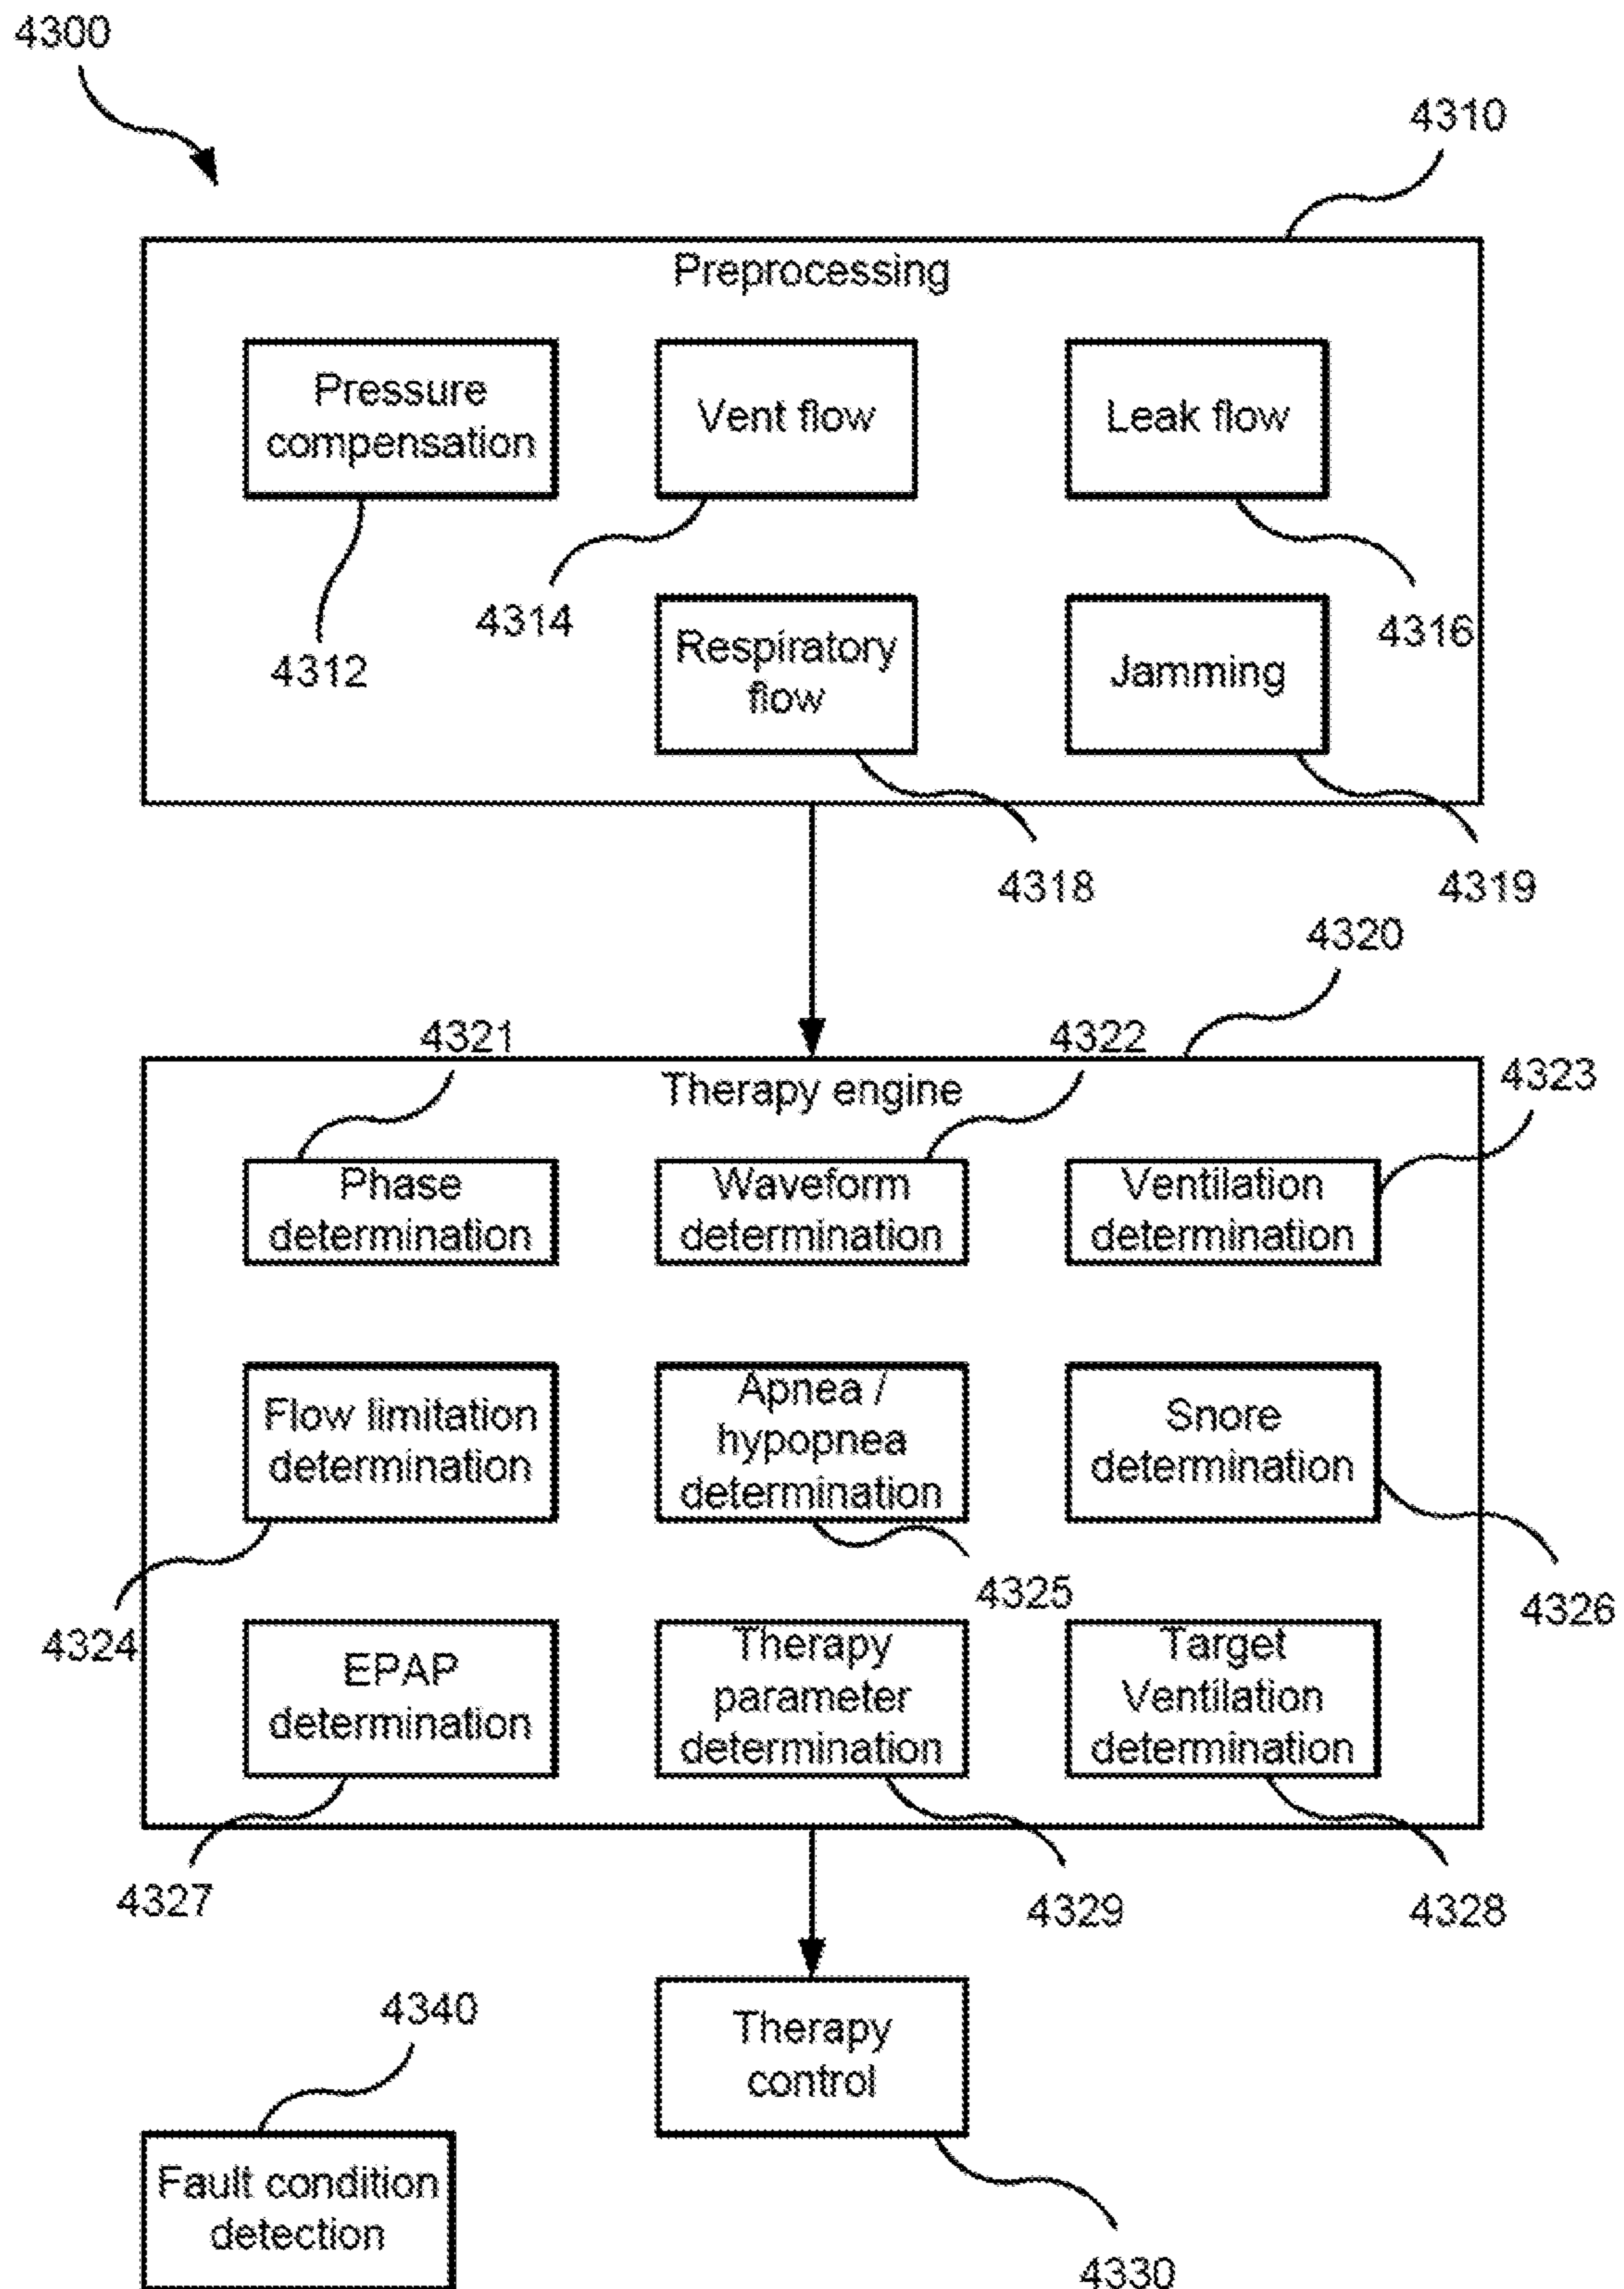 4300
4310
Preprocessing
Pressure
compensation
Vent flow
Leak flow
4312
4314
4316
Respiratory
flow
Jamming
4318
4319
4320
4321
4322
4323
Therapy engine
Phase
determination
Waveform
determination
Ventilation
determination
Flow limitation
determination
Apnea /
hypopnea
determination
Snore
determination
4324
4325
4326
EPAP
determination
Therapy
parameter
determination
Target
Ventilation
determination
4327
4329
4328
Therapy
control
4340
Fault condition
detection
4330